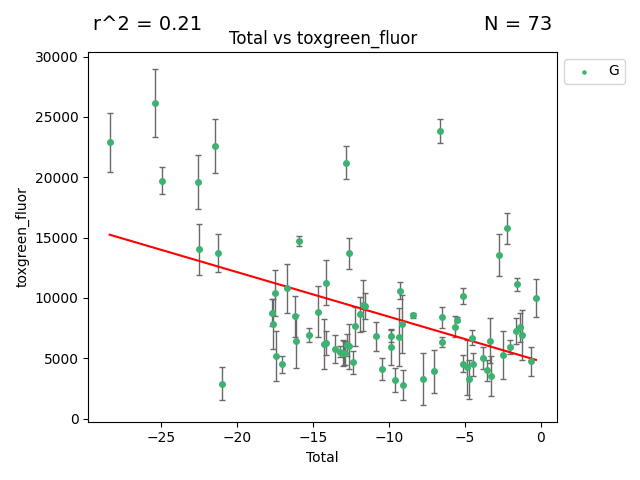 r^2 = 0.21
N = 73
Total vs toxgreen_fluor
G
30000
25000
20000
15000
10000
5000
0
toxgreen_fluor
−25
−20
−15
−10
−5
0
Total